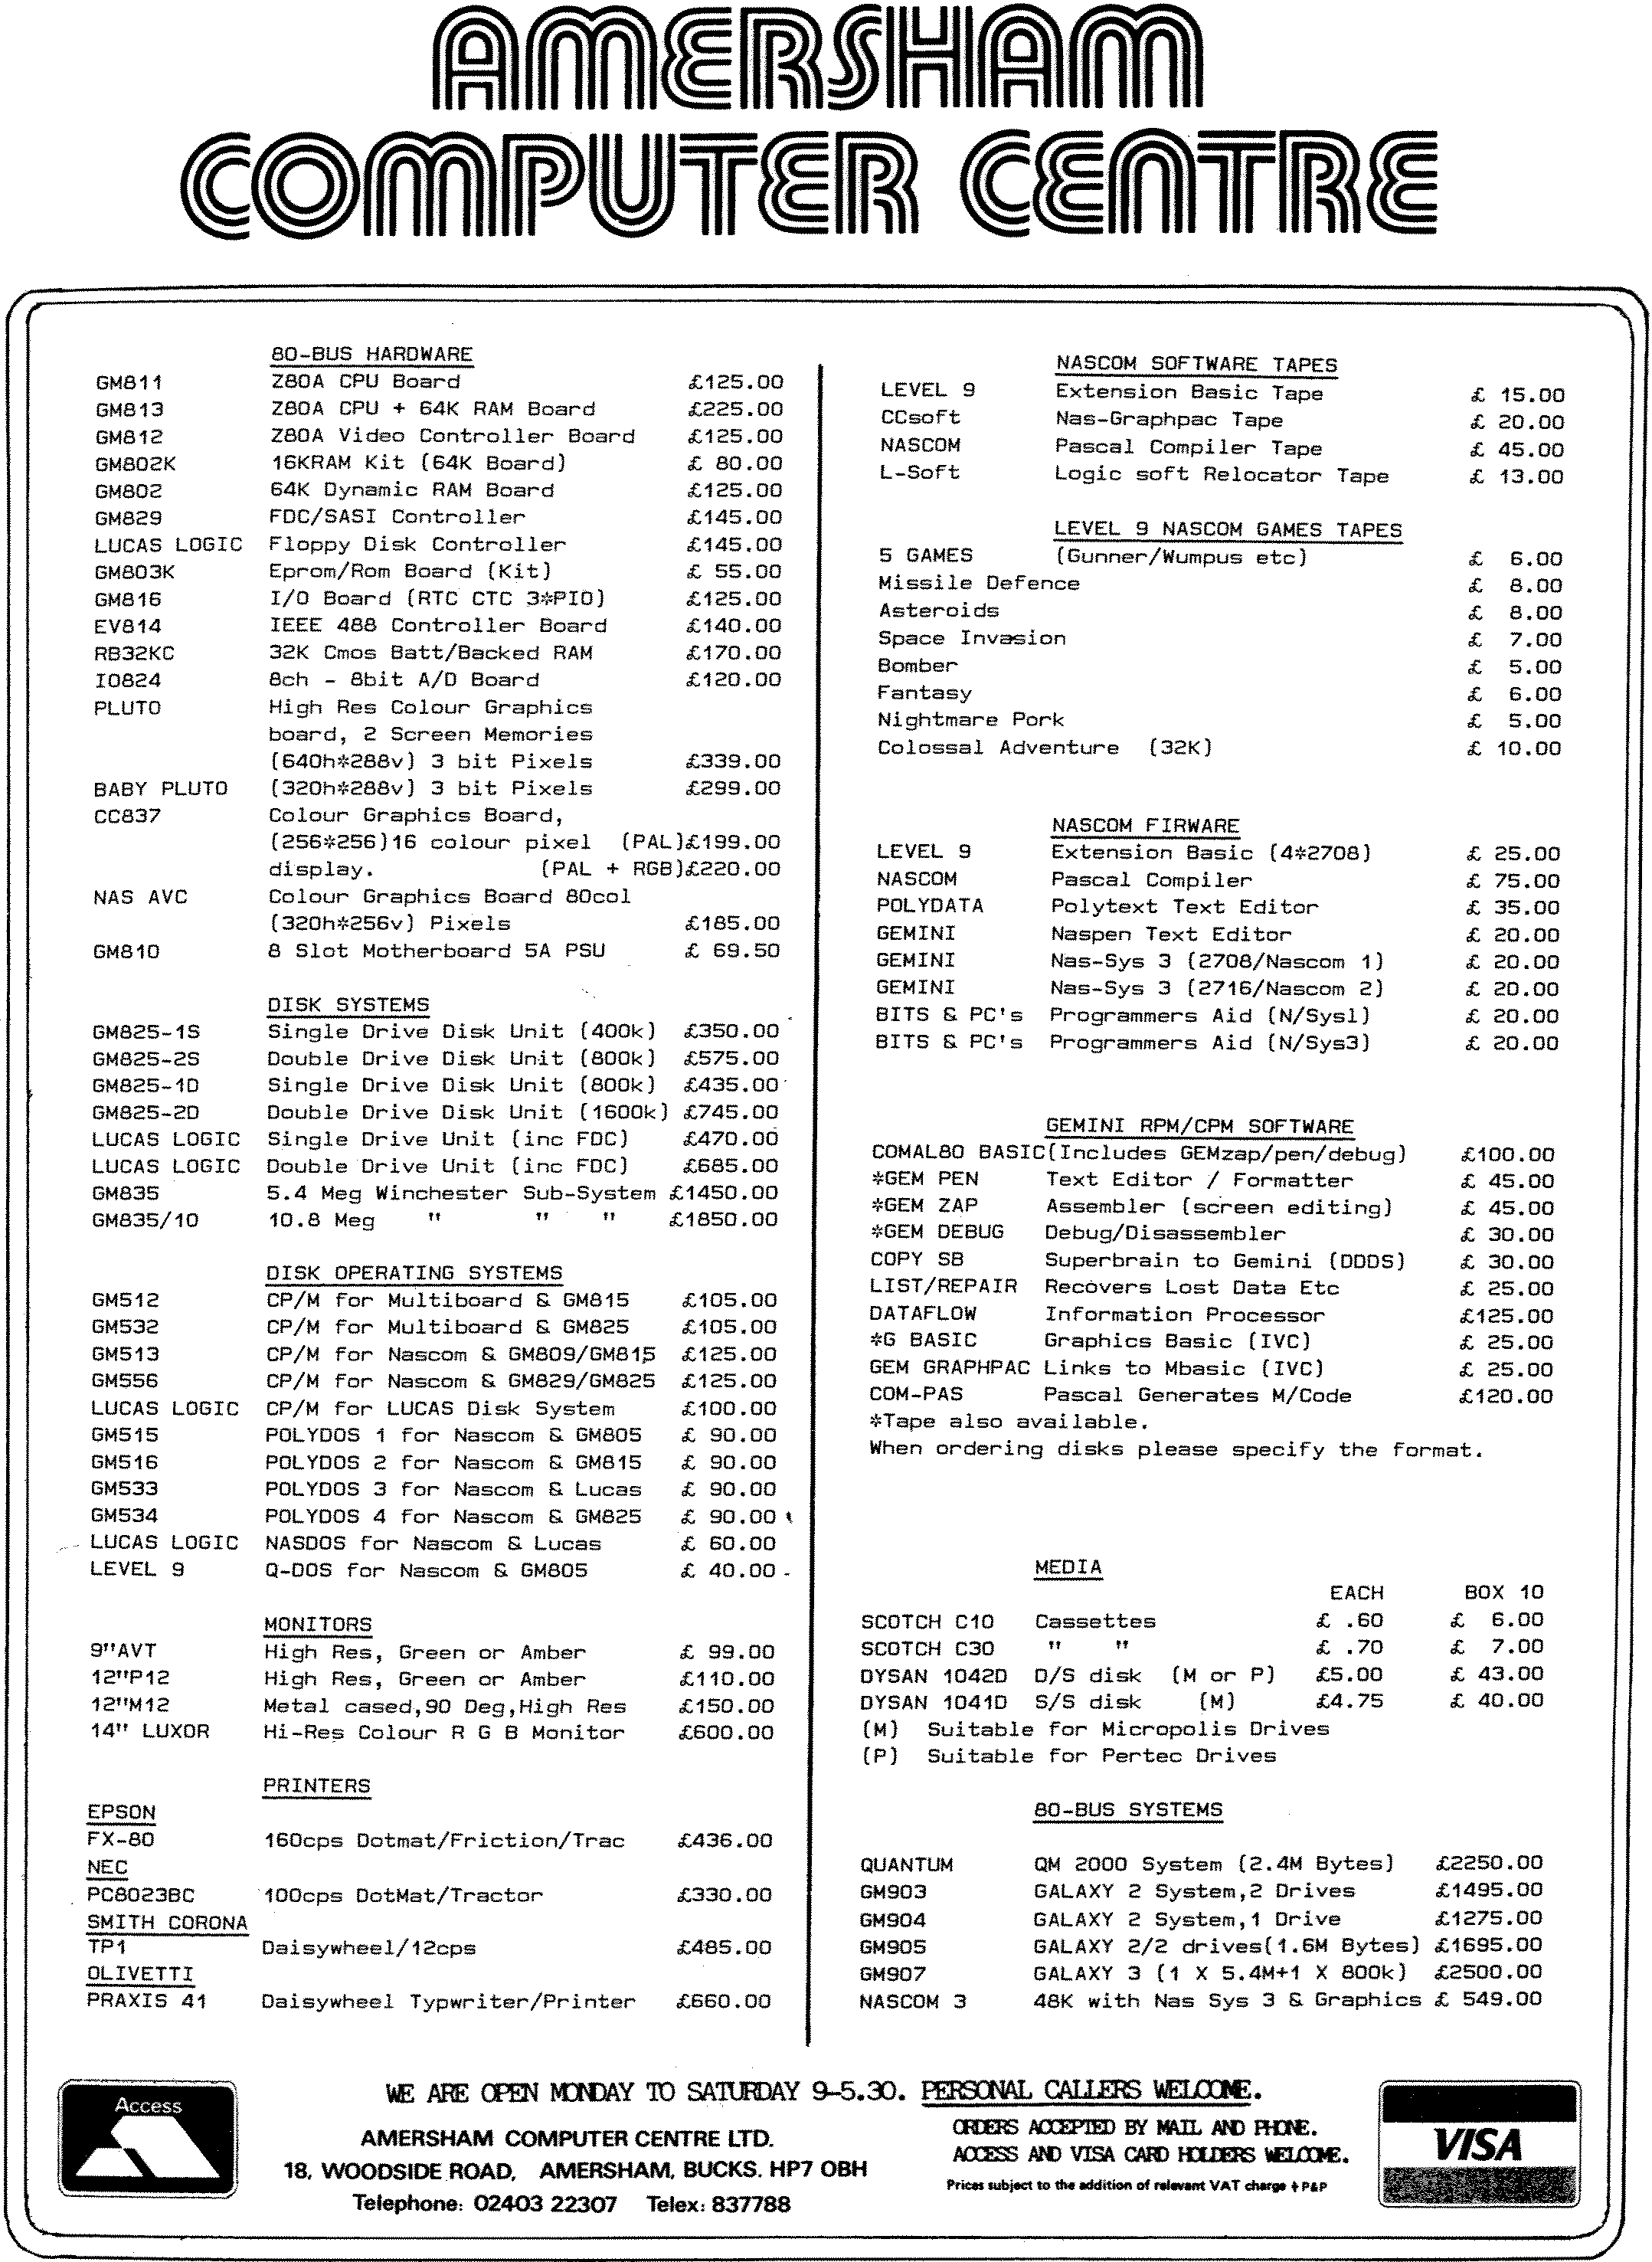 AMERSHAM
COMPUTER CENTRE
80-BUS HARDWARE
GM811 Z80A CPU Board £125.00
GM813 Z80A CPU + 64K RAM Board £225.00
GM812 Z80A Video Controller Board £125.00
GM802K 16KRAM Kit (64K Board) £ 80.00
GM802 64K Dynamic RAM Board £125.00
GM829 FDC/SASI Controller £145.00
LUCAS LOGIC Floppy Disk Controller £145.00
GM803K Eprom/Rom Board (Kit) £ 55.00
GM816 I/O Board (RTC CTC 3*PIO) £125.00
EV814 IEEE 488 Controller Board £140.00
RB32KC 32K Cmos Batt/Backed RAM £170.00
IO824 8ch - 8bit A/D Board £120.00
PLUTO High Res Colour Graphics
board, 2 Screen Memories
(640h*288v) 3 bit Pixels £339.00
BABY PLUTO (320h*288v) 3 bit Pixels £299.00
CC837 Colour Graphics Board,
(256*256)16 colour pixel (PAL)£199.00
display. (PAL + RGB)£220.00
NAS AVC Colour Graphics Board 80col
(320h*256v) Pixels £185.00
GM810 8 Slot Motherboard 5A PSU £ 69.50
DISK SYSTEMS
GM825-1S Single Drive Disk Unit (400k) £350.00
GM825-2S Double Drive Disk Unit (800k) £575.00
GM825-1D Single Drive Disk Unit (800k) £435.00
GM825-2D Double Drive Disk Unit (1600k) £745.00
LUCAS LOGIC Single Drive Unit (inc FDC) £470.00
LUCAS LOGIC Double Drive Unit (inc FDC) £685.00
GM835 5.4 Meg Winchester Sub-System £1450.00
GM835/10 10.8 Meg " " " £1850.00
DISK OPERATING SYSTEMS
GM512 CP/M for Multiboard & GM815 £105.00
GM532 CP/M for Multiboard & GM825 £105.00
GM513 CP/M for Nascom & GM809/GM815 £125.00
GM556 CP/M for Nascom & GM829/GM825 £125.00
LUCAS LOGIC CP/M for LUCAS Disk System £100.00
GM515 POLYDOS 1 for Nascom & GM805 £ 90.00
GM516 POLYDOS 2 for Nascom & GM815 £ 90.00
GM533 POLYDOS 3 for Nascom & Lucas £ 90.00
GM534 POLYDOS 4 for Nascom & GM825 £ 90.00
LUCAS LOGIC NASDOS for Nascom & Lucas £ 60.00
LEVEL 9 Q-DOS for Nascom & GM805 £ 40.00
MONITORS
9"AVT High Res, Green or Amber £ 99.00
12"P12 High Res, Green or Amber £110.00
12"M12 Metal cased,90 Deg,High Res £150.00
14" LUXOR Hi-Res Colour R G B Monitor £600.00
PRINTERS
EPSON
FX-80 160cps Dotmat/Friction/Trac £436.00
NEC
PC8023BC 100cps DotMat/Tractor £330.00
SMITH CORONA
TP1 Daisywheel/12cps £485.00
OLIVETTI
PRAXIS 41 Daisywheel Typwriter/Printer £660.00
NASCOM SOFTWARE TAPES
LEVEL 9 Extension Basic Tape £ 15.00
CCsoft Nas-Graphpac Tape £ 20.00
NASCOM Pascal Compiler Tape £ 45.00
L-Soft Logic soft Relocator Tape £ 13.00
LEVEL 9 NASCOM GAMES TAPES
5 GAMES (Gunner/Wumpus etc) £ 6.00
Missile Defence £ 8.00
Asteroids £ 8.00
Space Invasion £ 7.00
Bomber £ 5.00
Fantasy £ 6.00
Nightmare Pork £ 5.00
Colossal Adventure (32K) £ 10.00
NASCOM FIRWARE
LEVEL 9 Extension Basic (4*2708) £ 25.00
NASCOM Pascal Compiler £ 75.00
POLYDATA Polytext Text Editor £ 35.00
GEMINI Naspen Text Editor £ 20.00
GEMINI Nas-Sys 3 (2708/Nascom 1) £ 20.00
GEMINI Nas-Sys 3 (2716/Nascom 2) £ 20.00
BITS & PC's Programmers Aid (N/Sysl) £ 20.00
BITS & PC's Programmers Aid (N/Sys3) £ 20.00
GEMINI RPM/CPM SOFTWARE
COMAL80 BASIC(Includes GEMzap/pen/debug) £100.00
*GEM PEN Text Editor / Formatter £ 45.00
*GEM ZAP Assembler (screen editing) £ 45.00
*GEM DEBUG Debug/Disassembler £ 30.00
COPY SB Superbrain to Gemini (DDDS) £ 30.00
LIST/REPAIR Recovers Lost Data Etc £ 25.00
DATAFLOW Information Processor £125.00
*G BASIC Graphics Basic (IVC) £ 25.00
GEM GRAPHPAC Links to Mbasic (IVC) £ 25.00
COM-PAS Pascal Generates M/Code £120.00
*Tape also available.
When ordering disks please specify the format.
MEDIA
EACH BOX 10
SCOTCH C10 Cassettes £ .60 £ 6.00
SCOTCH C30 " " £ .70 £ 7.00
DYSAN 1042D D/S disk (M or P) £5.00 £ 43.00
DYSAN 1041D S/S disk (M) £4.75 £ 40.00
(M) Suitable for Micropolis Drives
(P) Suitable for Pertec Drives
80-BUS SYSTEMS
QUANTUM QM 2000 System (2.4M Bytes) £2250.00
GM903 GALAXY 2 System,2 Drives £1495.00
GM904 GALAXY 2 System,1 Drive £1275.00
GM905 GALAXY 2/2 drives(1.6M Bytes) £1695.00
GM907 GALAXY 3 (1 X 5.4M+1 X 800k) £2500.00
NASCOM 3 48K with Nas Sys 3 & Graphics £ 549.00
Access
WE ARE OPEN MONDAY TO SATURDAY 9-5.30. PERSONAL CALLERS WELCOME.
AMERSHAM COMPUTER CENTRE LTD.
18, WOODSIDE ROAD, AMERSHAM, BUCKS. HP7 OBH
Telephone: 02403 22307 Telex: 837788
ORDERS ACCEPTED BY MAIL AND PHONE.
ACCESS AND VISA CARD HOLDERS WELCOME.
Prices subject to the addition of relevant VAT charge + P&P
VISA